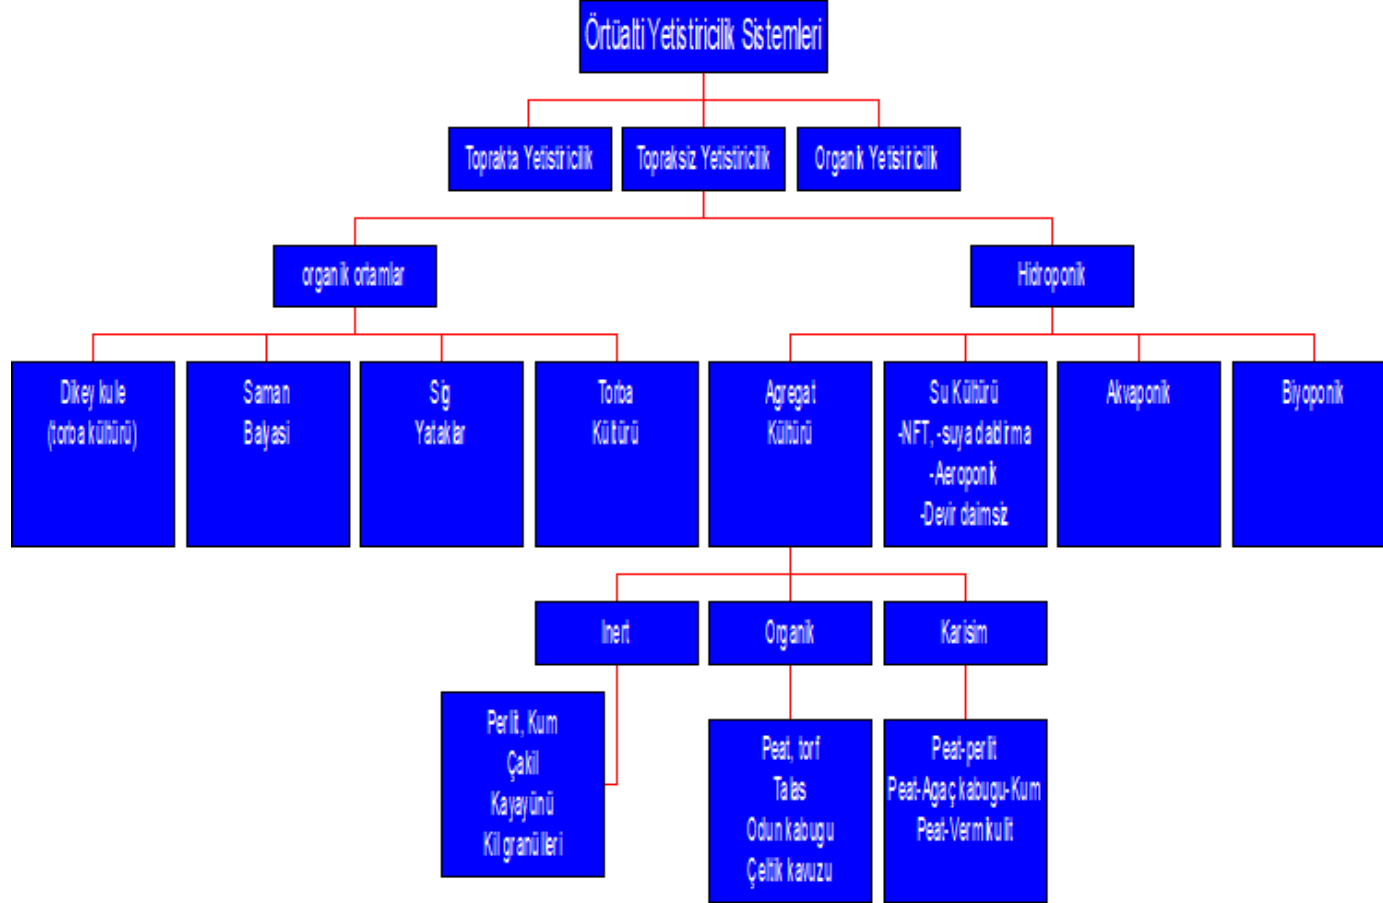 Örtüalti Yetistiricilik Sistemleri
Toprakta Yetistiricilik
Topraksiz Yetistiricilik
Organik Yetistiricilik
organik ortamlar
Hidroponik
Dikey kule
(torba kültürü)
Saman
Balyasi
Sig
Yataklar
Torba
Kültürü
Agregat
Kültürü
Su Kültürü
-NFT, -suya daldirma
-Aeroponik
-Devir daimsiz
Akvaponik
Biyoponik
Inert
Organik
Karisim
Perlit, Kum
Çakil
Kayayünü
Kil granülleri
Peat, torf
Talas
Odun kabugu
Çeltik kavuzu
Peat-perlit
Peat-Agaç kabugu-Kum
Peat-Vermikulit